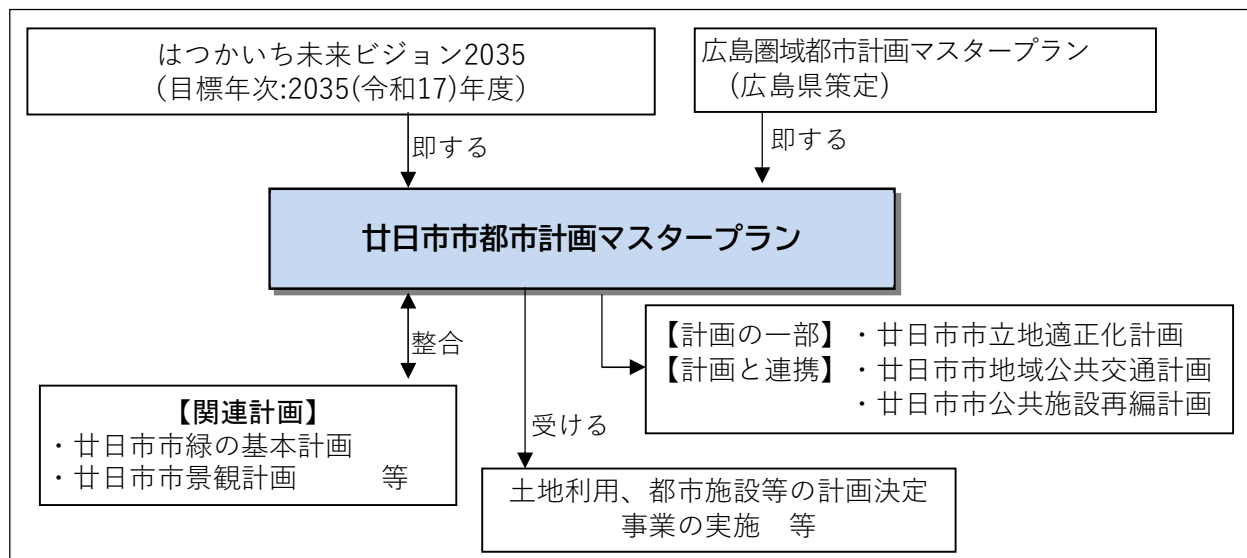 はつかいち未来ビジョン2035
(目標年次:2035(令和17)年度)
広島圏域都市計画マスタープラン
(広島県策定)
即する
即する
廿日市市都市計画マスタープラン
整合
【計画の一部】・廿日市市立地適正化計画
【計画と連携】・廿日市市地域公共交通計画
・廿日市市公共施設再編計画
【関連計画】
・廿日市市緑の基本計画
・廿日市市景観計画　　等
受ける
土地利用、都市施設等の計画決定
事業の実施　等